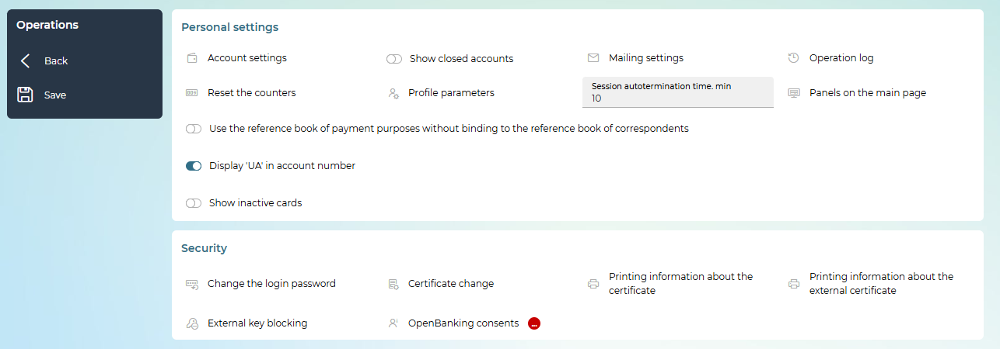 Operations
Back
Save
Personal settings
Account settings
Show closed accounts
Mailing settings
Operation log
Reset the counters
Profile parameters
Session autotermination time. min
10
Panels on the main page
Use the reference book of payment purposes without binding to the reference book of correspondents
Display 'UA' in account number
Show inactive cards
Security
Change the login password
Certificate change
Printing information about the
certificate
Printing information about the
external certificate
External key blocking
OpenBanking consents
...